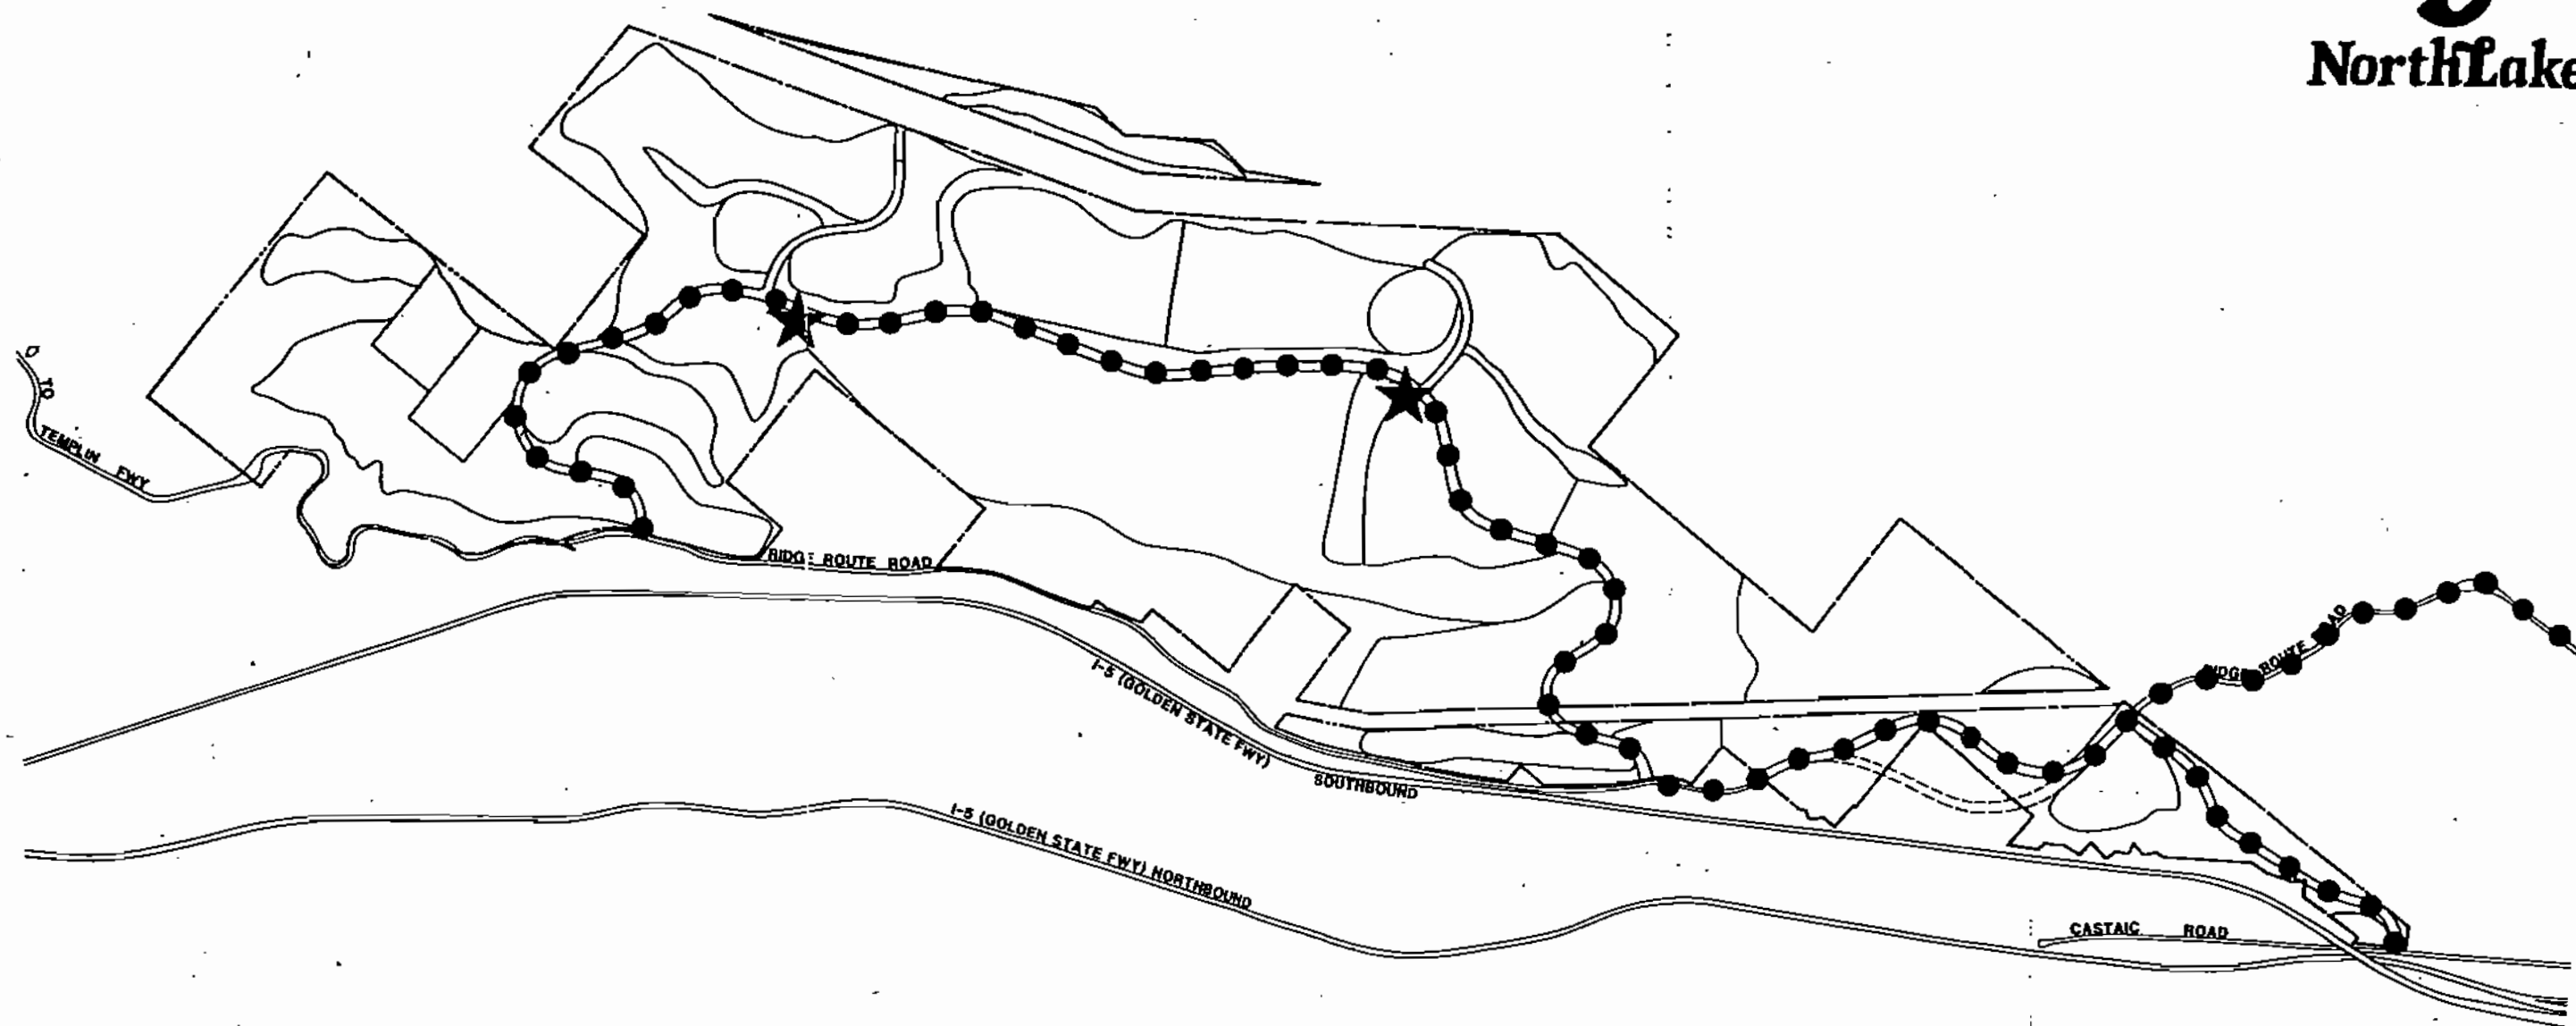 NorthLake
TO
TEMPLIN FWY
RIDGE ROUTE ROAD
I-5 (GOLDEN STATE FWY)
SOUTHBOUND
I-5 (GOLDEN STATE FWY) NORTHBOUND
RIDGE ROUTE ROAD
CASTAIC ROAD